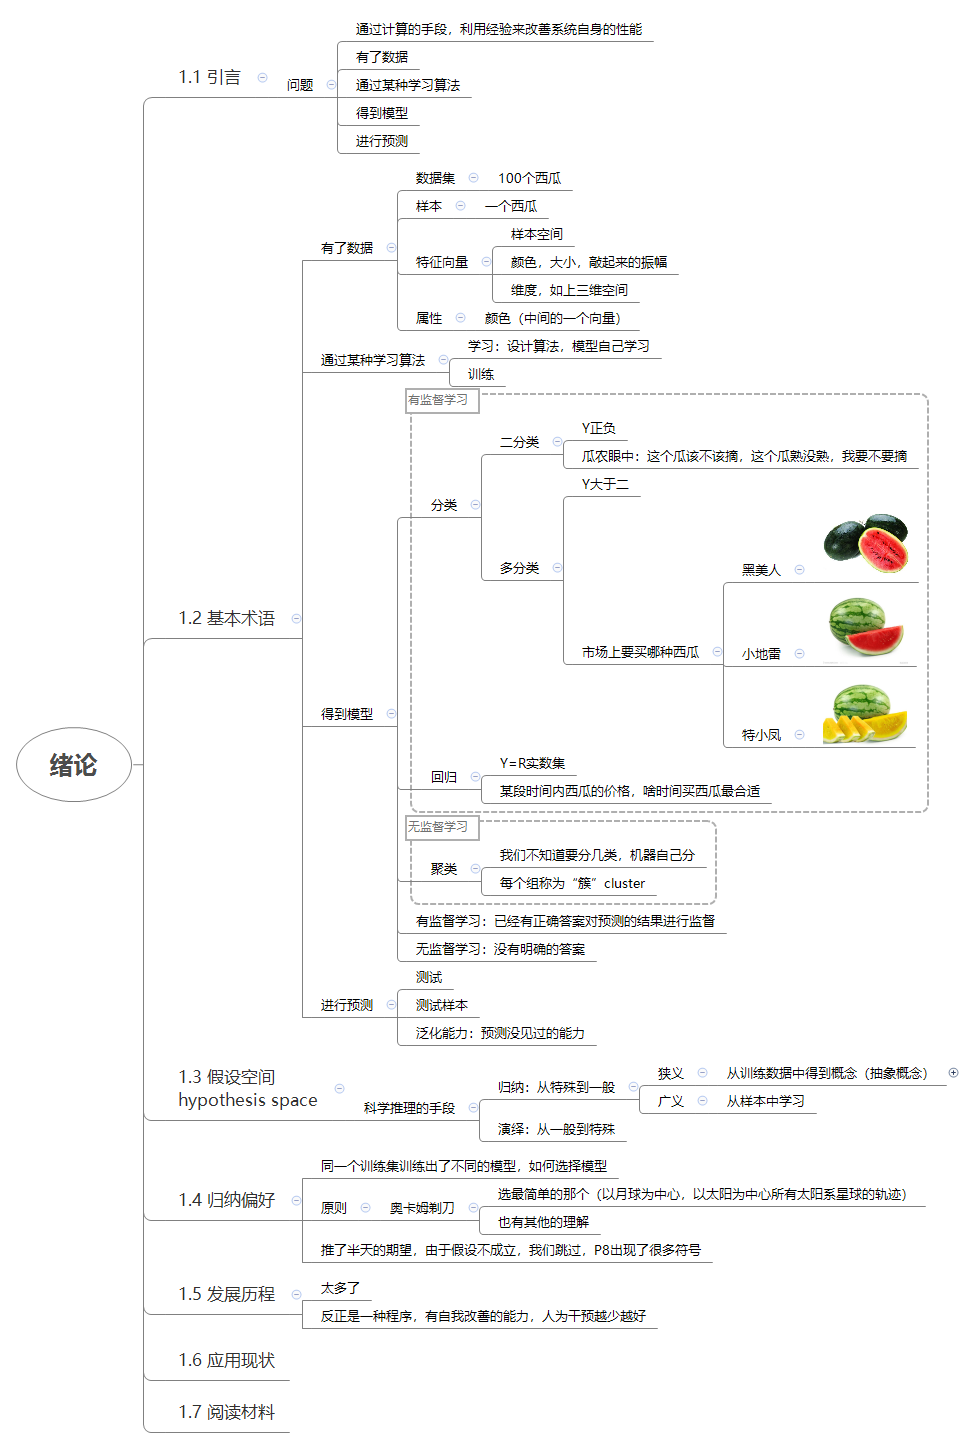 绪论
1.1 引言
问题
通过计算的手段，利用经验来改善系统自身的性能
有了数据
通过某种学习算法
得到模型
进行预测
1.2 基本术语
有了数据
数据集
100个西瓜
样本
一个西瓜
特征向量
样本空间
颜色，大小，敲起来的振幅
维度，如上三维空间
属性
颜色（中间的一个向量）
通过某种学习算法
学习：设计算法，模型自己学习
训练
得到模型
有监督学习
分类
二分类
Y正负
瓜农眼中：这个瓜该不该摘，这个瓜熟没熟，我要不要摘
多分类
Y大于二
市场上要买哪种西瓜
黑美人
小地雷
特小凤
回归
Y=R实数集
某段时间内西瓜的价格，啥时间买西瓜最合适
无监督学习
聚类
我们不知道要分几类，机器自己分
每个组称为“簇”cluster
有监督学习：已经有正确答案对预测的结果进行监督
无监督学习：没有明确的答案
进行预测
测试
测试样本
泛化能力：预测没见过的能力
1.3 假设空间
hypothesis space
科学推理的手段
归纳：从特殊到一般
狭义
从训练数据中得到概念（抽象概念）
广义
从样本中学习
演绎：从一般到特殊
1.4 归纳偏好
同一个训练集训练出了不同的模型，如何选择模型
原则
奥卡姆剃刀
选最简单的那个（以月球为中心，以太阳为中心所有太阳系星球的轨迹）
也有其他的理解
推了半天的期望，由于假设不成立，我们跳过，P8出现了很多符号
1.5 发展历程
太多了
反正是一种程序，有自我改善的能力，人为干预越少越好
1.6 应用现状
1.7 阅读材料